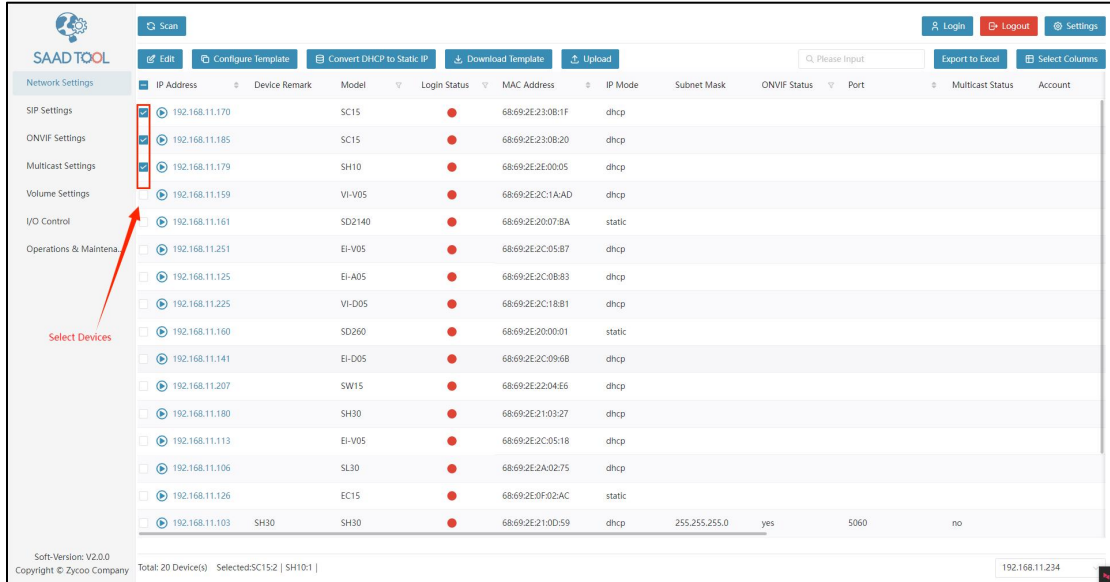 Scan Login Logout Settings
SAAD TOOL
Edit Configure Template Convert DHCP to Static IP Download Template Upload Please Input Export to Excel Select Columns
Network Settings
SIP Settings
ONVIF Settings
Multicast Settings
Volume Settings
I/O Control
Operations & Maintena...
Select Devices
IP Address Device Remark Model Login Status MAC Address IP Mode Subnet Mask ONVIF Status Port Multicast Status Account
192.168.11.170 SC15 68:69:2E:23:0B:1F dhcp
192.168.11.185 SC15 68:69:2E:23:0B:20 dhcp
192.168.11.179 SH10 68:69:2E:2E:00:05 dhcp
192.168.11.159 VI-V05 68:69:2E:2C:1A:AD dhcp
192.168.11.161 SD2140 68:69:2E:20:07:BA static
192.168.11.251 EI-V05 68:69:2E:2C:05:B7 dhcp
192.168.11.125 EI-A05 68:69:2E:2C:0B:83 dhcp
192.168.11.225 VI-D05 68:69:2E:2C:18:B1 dhcp
192.168.11.160 SD260 68:69:2E:20:00:01 static
192.168.11.141 EI-D05 68:69:2E:2C:09:6B dhcp
192.168.11.207 SW15 68:69:2E:22:04:E6 dhcp
192.168.11.180 SH30 68:69:2E:21:03:27 dhcp
192.168.11.113 EI-V05 68:69:2E:2C:05:18 dhcp
192.168.11.106 SL30 68:69:2E:2A:02:75 dhcp
192.168.11.126 EC15 68:69:2E:0F:02:AC static
192.168.11.103 SH30 SH30 68:69:2E:21:0D:59 dhcp 255.255.255.0 yes 5060 no
Soft-Version: V2.0.0
Copyright © Zycoo Company
Total: 20 Device(s) Selected:SC15:2 | SH10:1 |
192.168.11.234